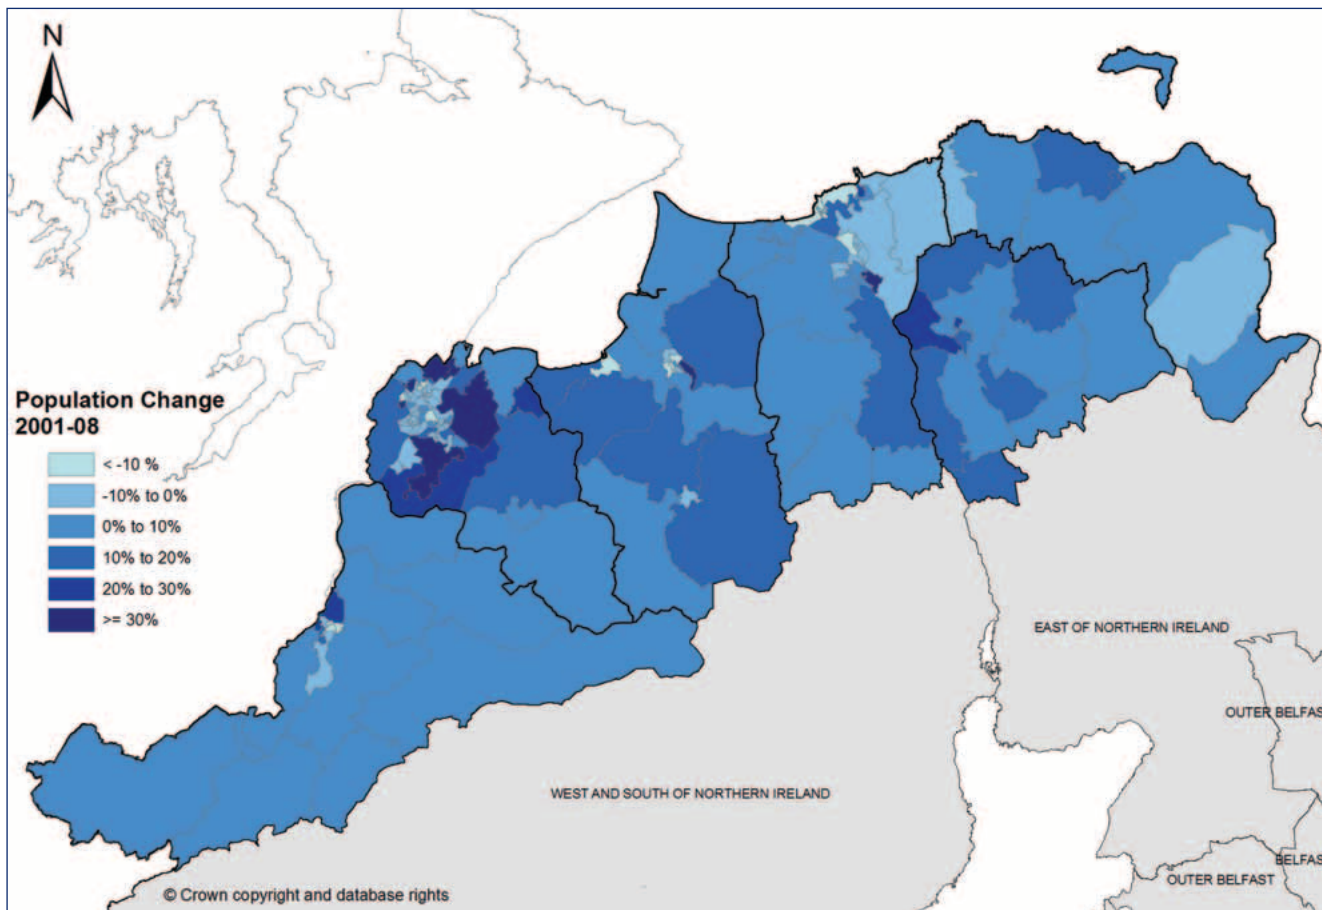 N
Population Change
2001-08
< -10 %
-10% to 0%
0% to 10%
10% to 20%
20% to 30%
>= 30%
EAST OF NORTHERN IRELAND
OUTER BELFAS
WEST AND SOUTH OF NORTHERN IRELAND
BELFAS
OUTER BELFAST
© Crown copyright and database rights